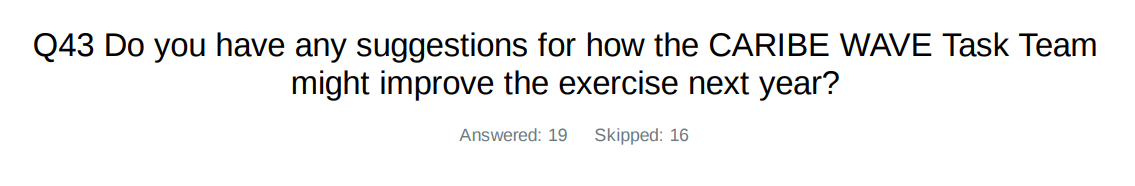 Q43 Do you have any suggestions for how the CARIBE WAVE Task Team
might improve the exercise next year?
Answered: 19 Skipped: 16